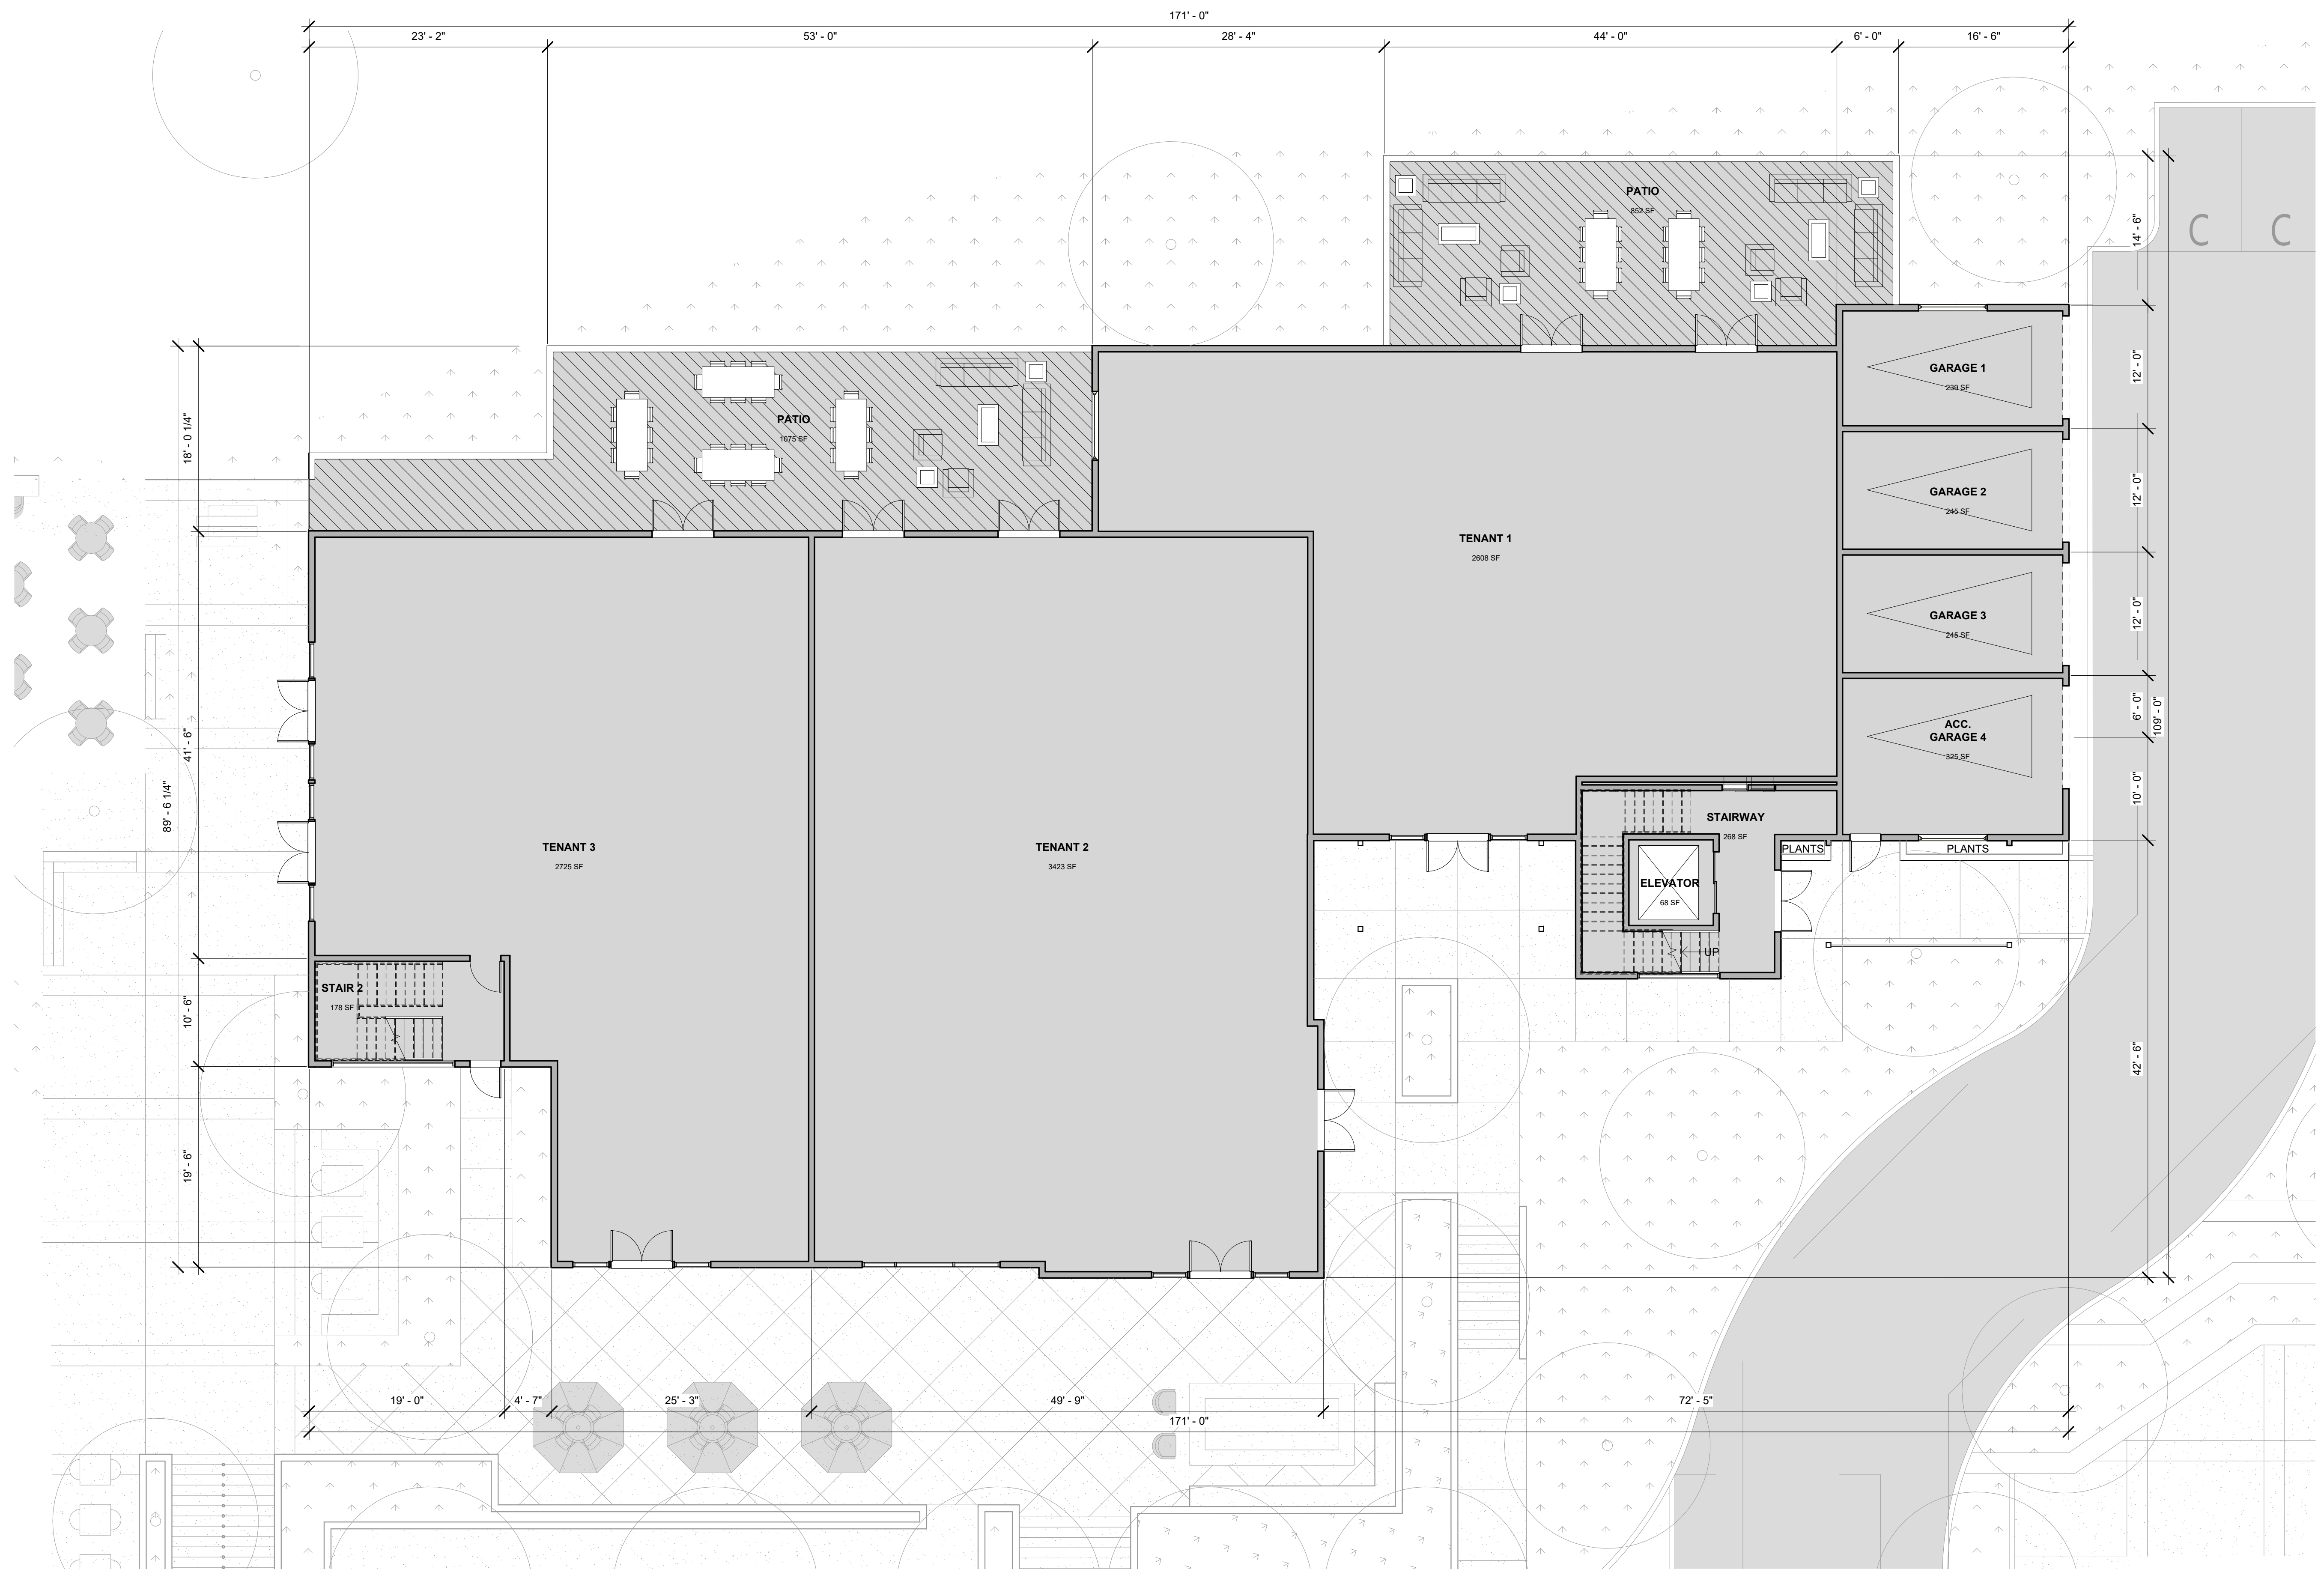 171' - 0"
23' - 2"
53' - 0"
28' - 4"
44' - 0"
6' - 0"
16' - 6"
PATIO
852 SF
14' - 6"
C
C
GARAGE 1
239 SF
12' - 0"
18' - 0 1/4"
PATIO
1075 SF
GARAGE 2
245 SF
12' - 0"
TENANT 1
2608 SF
GARAGE 3
245 SF
12' - 0"
6' - 0"
109' - 0"
ACC.
GARAGE 4
325 SF
41' - 6"
89' - 6 1/4"
10' - 0"
STAIRWAY
268 SF
TENANT 3
2725 SF
TENANT 2
3423 SF
PLANTS
PLANTS
ELEVATOR
68 SF
UP
STAIR 2
178 SF
10' - 6"
42' - 6"
19' - 6"
19' - 0"
4' - 7"
25' - 3"
49' - 9"
72' - 5"
171' - 0"